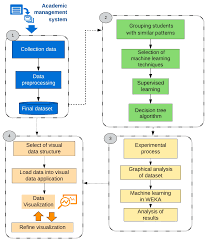 Academic
management
system
1
Collection data
Data
preprocessing
Final dataset
2
Grouping students
with similar patterns
Selection of
machine learning
techniques
Supervised
learning
Decision tree
algorithm
4
Select of visual
data structure
Load data into visual
data application
Data
Visualization
Refine visualization
3
Experimental
process
Graphical analysis
of dataset
Machine learning
in WEKA
Analysis of
results